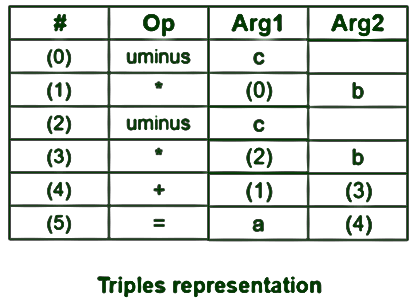 # Op Arg1 Arg2
(0) uminus c
(1) * (0) b
(2) uminus c
(3) * (2) b
(4) + (1) (3)
(5) = a (4)
Triples representation